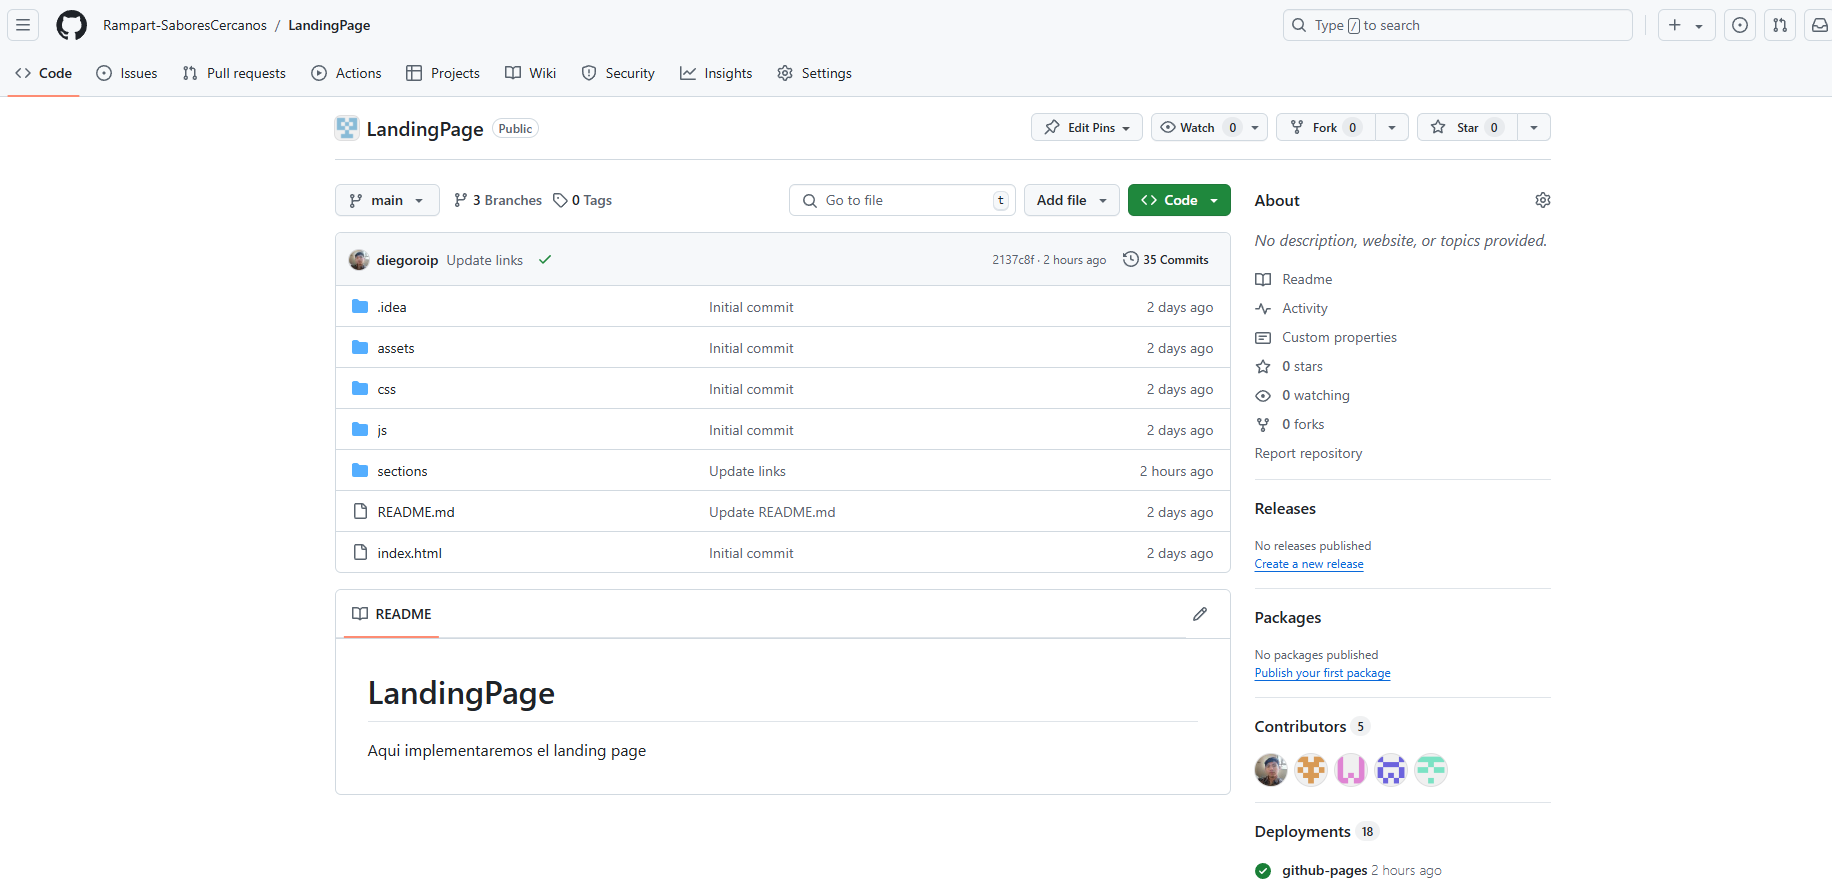 Rampart-SaboresCercanos / LandingPage
Type / to search
Code Issues Pull requests Actions Projects Wiki Security Insights Settings
LandingPage Public
Edit Pins Watch 0 Fork 0 Star 0
main 3 Branches 0 Tags
Go to file t
Add file
Code
diegoroip Update links 2137c8f · 2 hours ago 35 Commits
.idea Initial commit 2 days ago
assets Initial commit 2 days ago
css Initial commit 2 days ago
js Initial commit 2 days ago
sections Update links 2 hours ago
README.md Update README.md 2 days ago
index.html Initial commit 2 days ago
README
LandingPage
Aqui implementaremos el landing page
About
No description, website, or topics provided.
Readme
Activity
Custom properties
0 stars
0 watching
0 forks
Report repository
Releases
No releases published
Create a new release
Packages
No packages published
Publish your first package
Contributors 5
Deployments 18
github-pages 2 hours ago